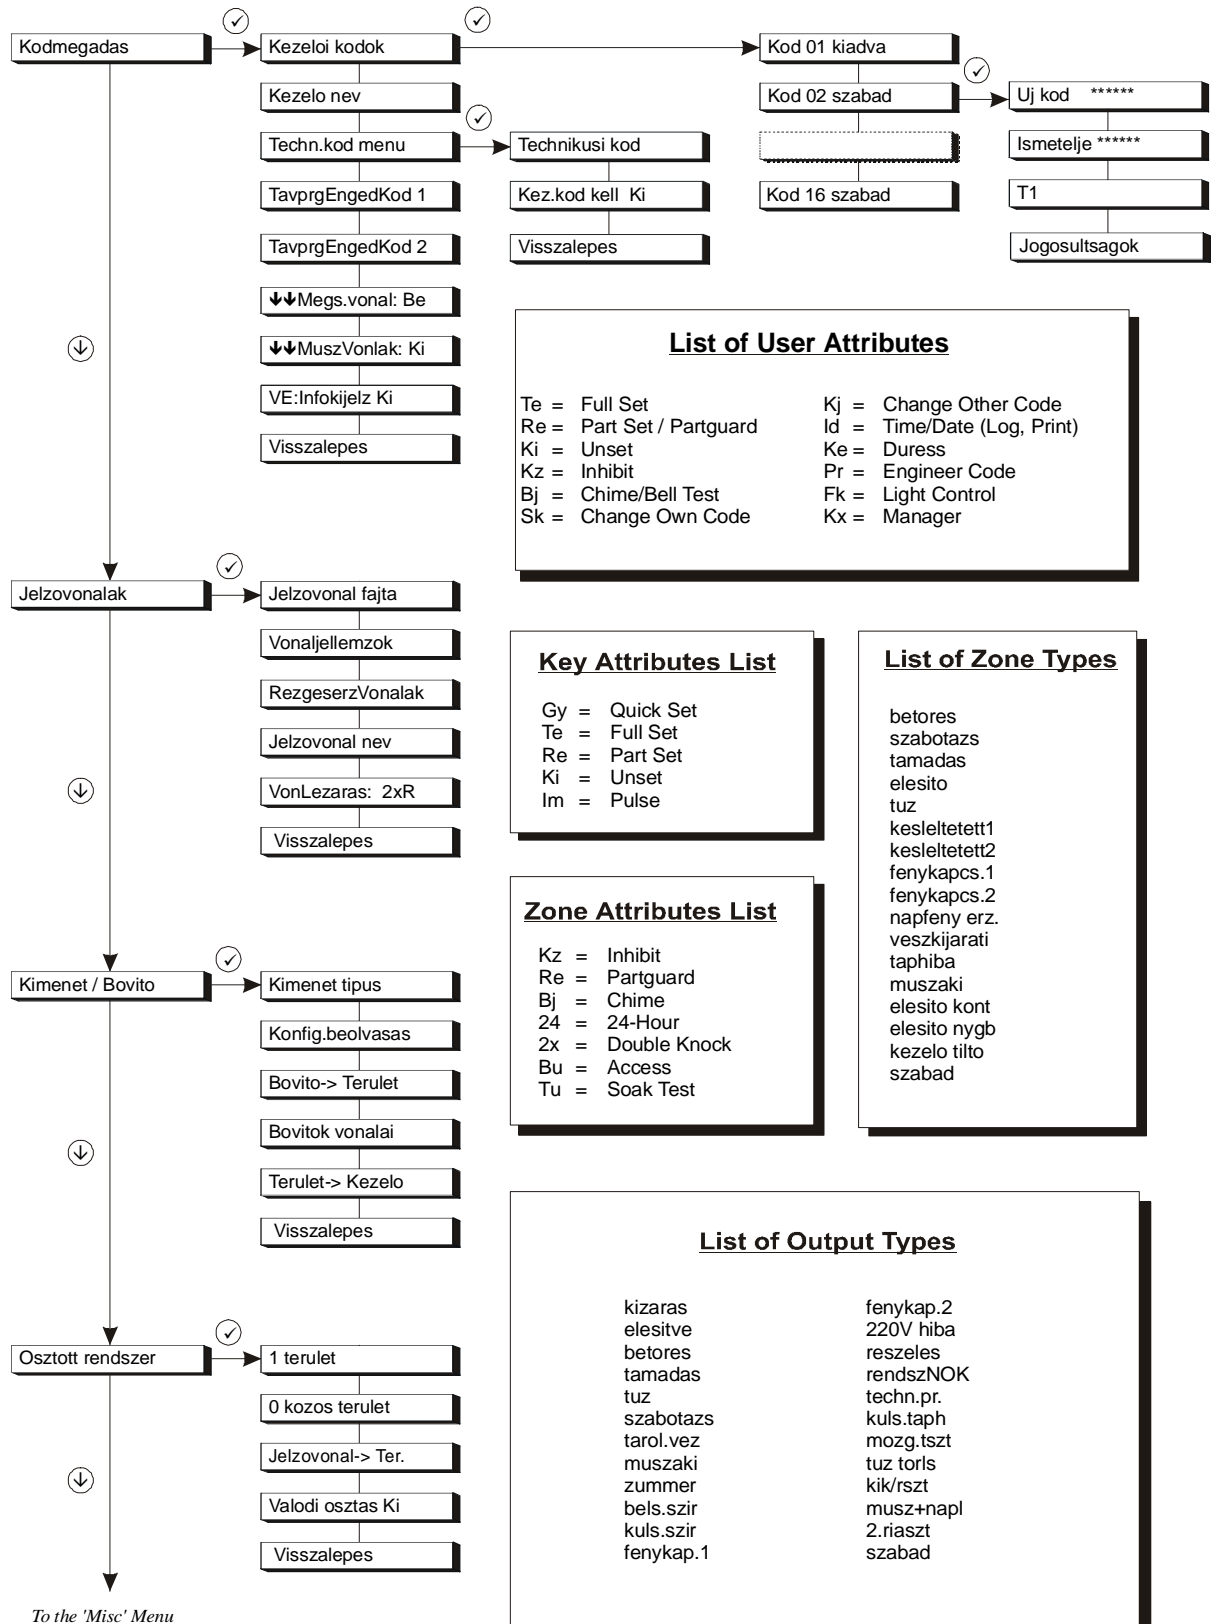 Kodmegadas
Kezeloi kodok
Kezelo nev
Techn.kod menu
TavprgEngedKod 1
TavprgEngedKod 2
↓↓Megs.vonal: Be
↓↓MuszVonlak: Ki
VE:Infokijelz Ki
Visszalepes
Technikusi kod
Kez.kod kell Ki
Visszalepes
Kod 01 kiadva
Kod 02 szabad
Kod 16 szabad
Uj kod ******
Ismetelje ******
T1
Jogosultsagok
List of User Attributes
Te = Full Set
Re = Part Set / Partguard
Ki = Unset
Kz = Inhibit
Bj = Chime/Bell Test
Sk = Change Own Code
Kj = Change Other Code
Id = Time/Date (Log, Print)
Ke = Duress
Pr = Engineer Code
Fk = Light Control
Kx = Manager
Jelzovonalak
Jelzovonal fajta
Vonaljellemzok
RezgeserzVonalak
Jelzovonal nev
VonLezaras: 2xR
Visszalepes
Key Attributes List
Gy = Quick Set
Te = Full Set
Re = Part Set
Ki = Unset
Im = Pulse
List of Zone Types
betores
szabotazs
tamadas
elesito
tuz
kesleltetett1
kesleltetett2
fenykapcs.1
fenykapcs.2
napfeny erz.
veszkijarati
taphiba
muszaki
elesito kont
elesito nygb
kezelo tilto
szabad
Zone Attributes List
Kz = Inhibit
Re = Partguard
Bj = Chime
24 = 24-Hour
2x = Double Knock
Bu = Access
Tu = Soak Test
Kimenet / Bovito
Kimenet tipus
Konfig.beolvasas
Bovito-> Terulet
Bovitok vonalai
Terulet-> Kezelo
Visszalepes
Osztott rendszer
1 terulet
0 kozos terulet
Jelzovonal-> Ter.
Valodi osztas Ki
Visszalepes
List of Output Types
kizaras
elesitve
betores
tamadas
tuz
szabotazs
tarol.vez
muszaki
zummer
bels.szir
kuls.szir
fenykap.1
fenykap.2
220V hiba
reszeles
rendszNOK
techn.pr.
kuls.taph
mozg.tszt
tuz torls
kik/rszt
musz+napl
2.riaszt
szabad
To the 'Misc' Menu